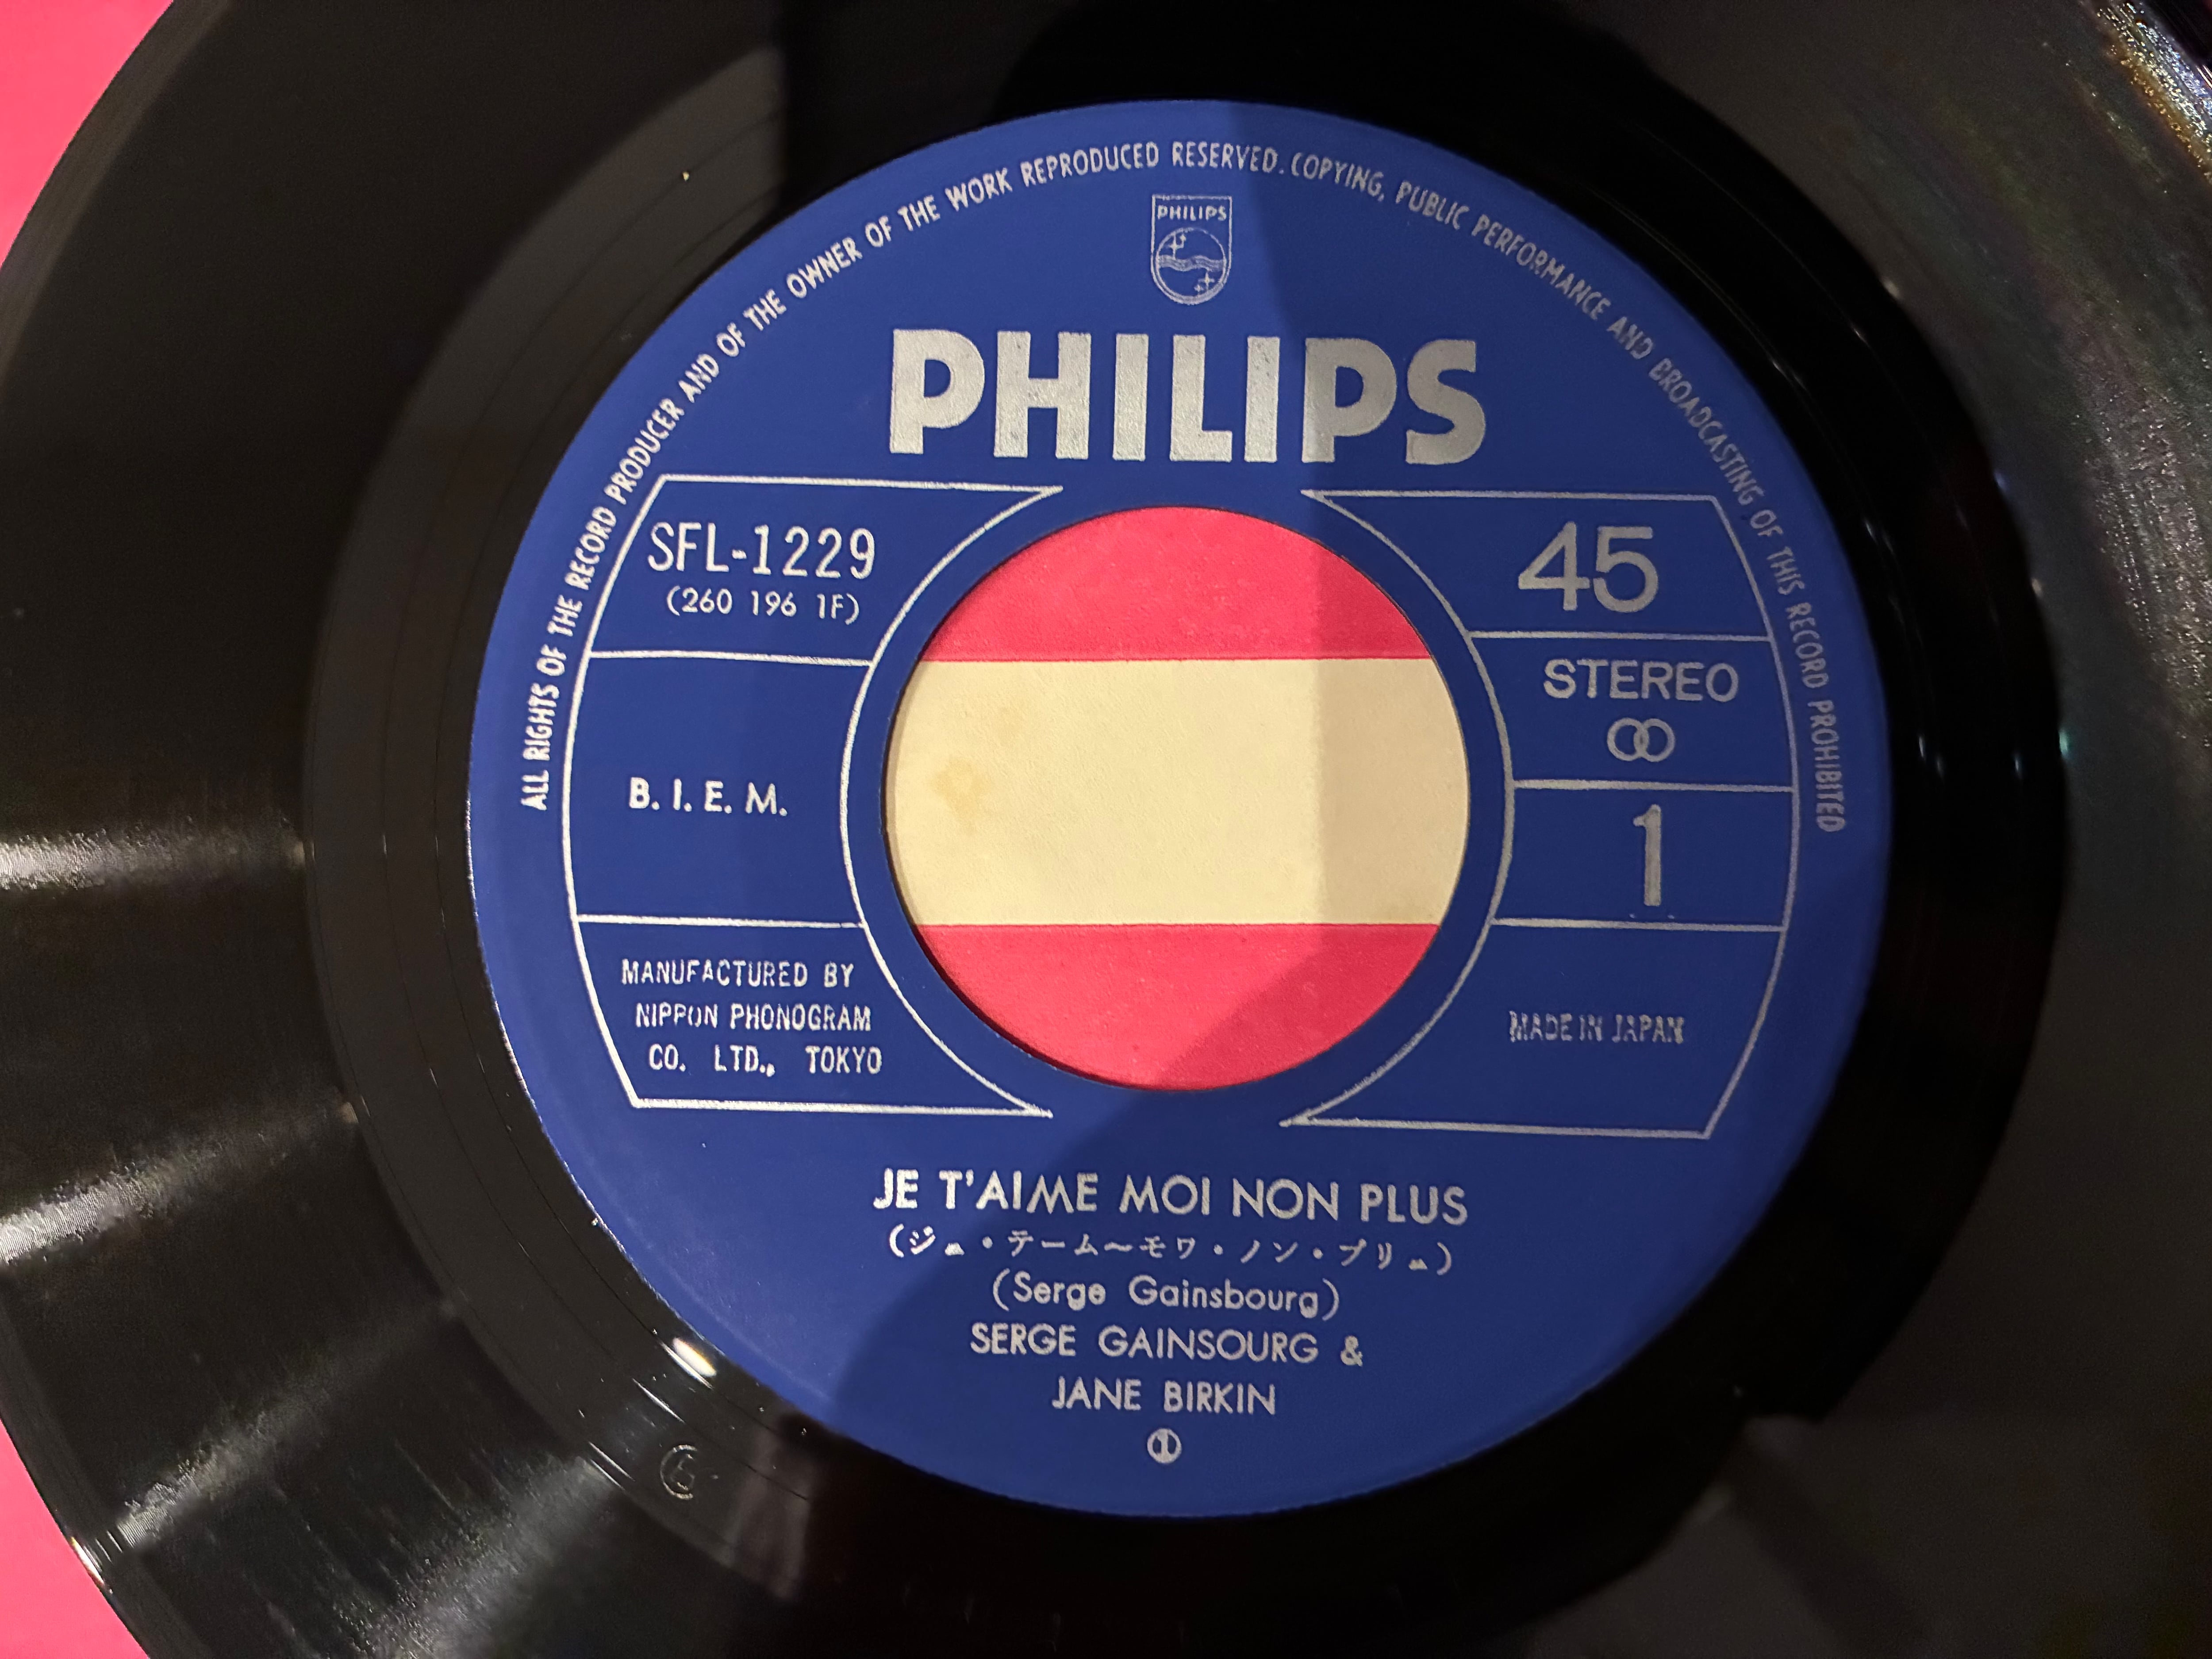 ALL RIGHTS OF THE RECORD PRODUCER AND OF THE OWNER OF THE WORK REPRODUCED RESERVED. COPYING, PUBLIC PERFORMANCE AND BROADCASTING OF THIS RECORD PROHIBITED
PHILIPS
PHILIPS
SFL-1229
(260 196 1F)
B. I. E. M.
MANUFACTURED BY
NIPPON PHONOGRAM
CO. LTD., TOKYO
45
STEREO
1
MADE IN JAPAN
JE T'AIME MOI NON PLUS
(ジュ・テーム〜モワ・ノン・プリュ)
(Serge Gainsbourg)
SERGE GAINSOURG &
JANE BIRKIN
①